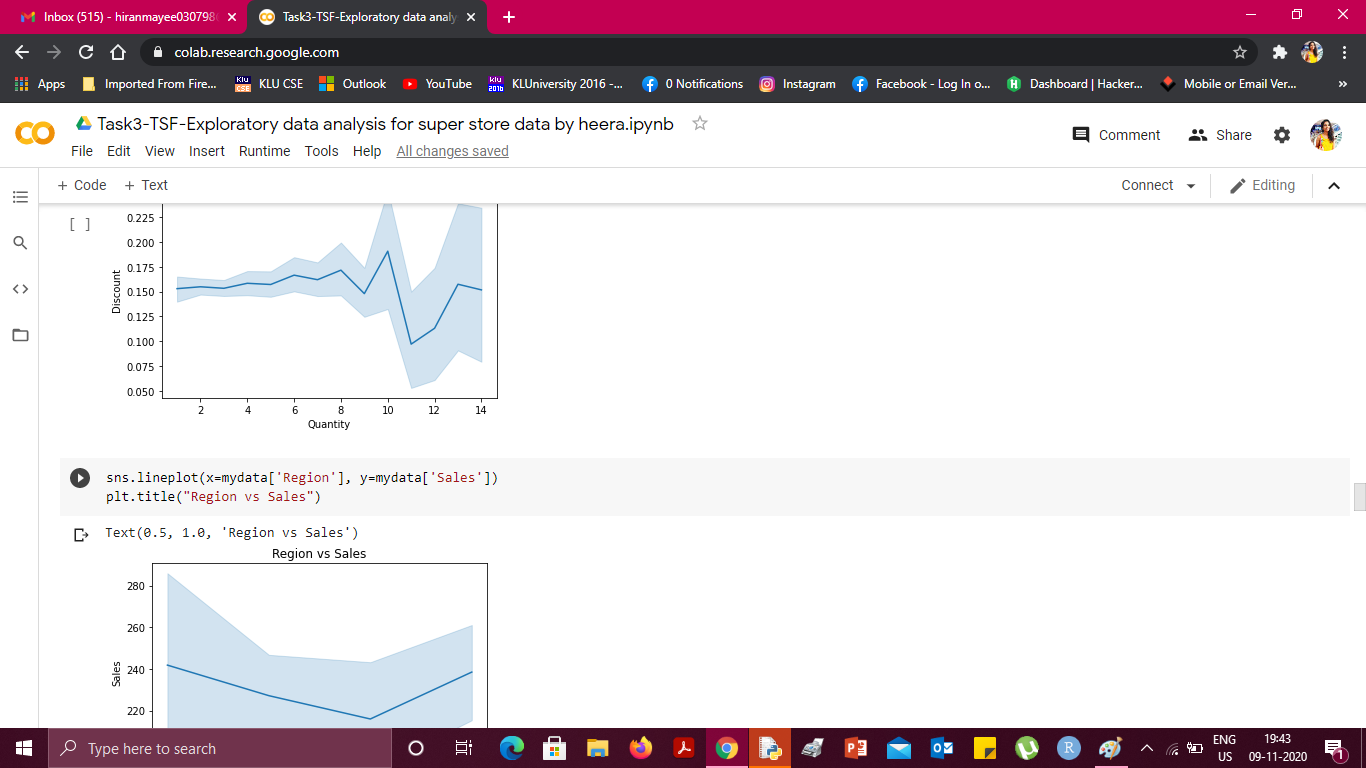 Inbox (515) - hiranmayee030798
Task3-TSF-Exploratory data analy
colab.research.google.com
Apps
Imported From Fire...
KLU CSE
Outlook
YouTube
KLUniversity 2016 -...
0 Notifications
Instagram
Facebook - Log In o...
Dashboard | Hacker...
Mobile or Email Ver...
»
Task3-TSF-Exploratory data analysis for super store data by heera.ipynb
Comment
Share
File Edit View Insert Runtime Tools Help All changes saved
+ Code + Text
Connect
Editing
[ ]
0.225
0.200
0.175
0.150
0.125
0.100
0.075
0.050
Discount
2 4 6 8 10 12 14
Quantity
sns.lineplot(x=mydata['Region'], y=mydata['Sales'])
plt.title("Region vs Sales")
Text(0.5, 1.0, 'Region vs Sales')
Region vs Sales
280
260
240
220
Sales
Type here to search
ENG
US
19:43
09-11-2020
1